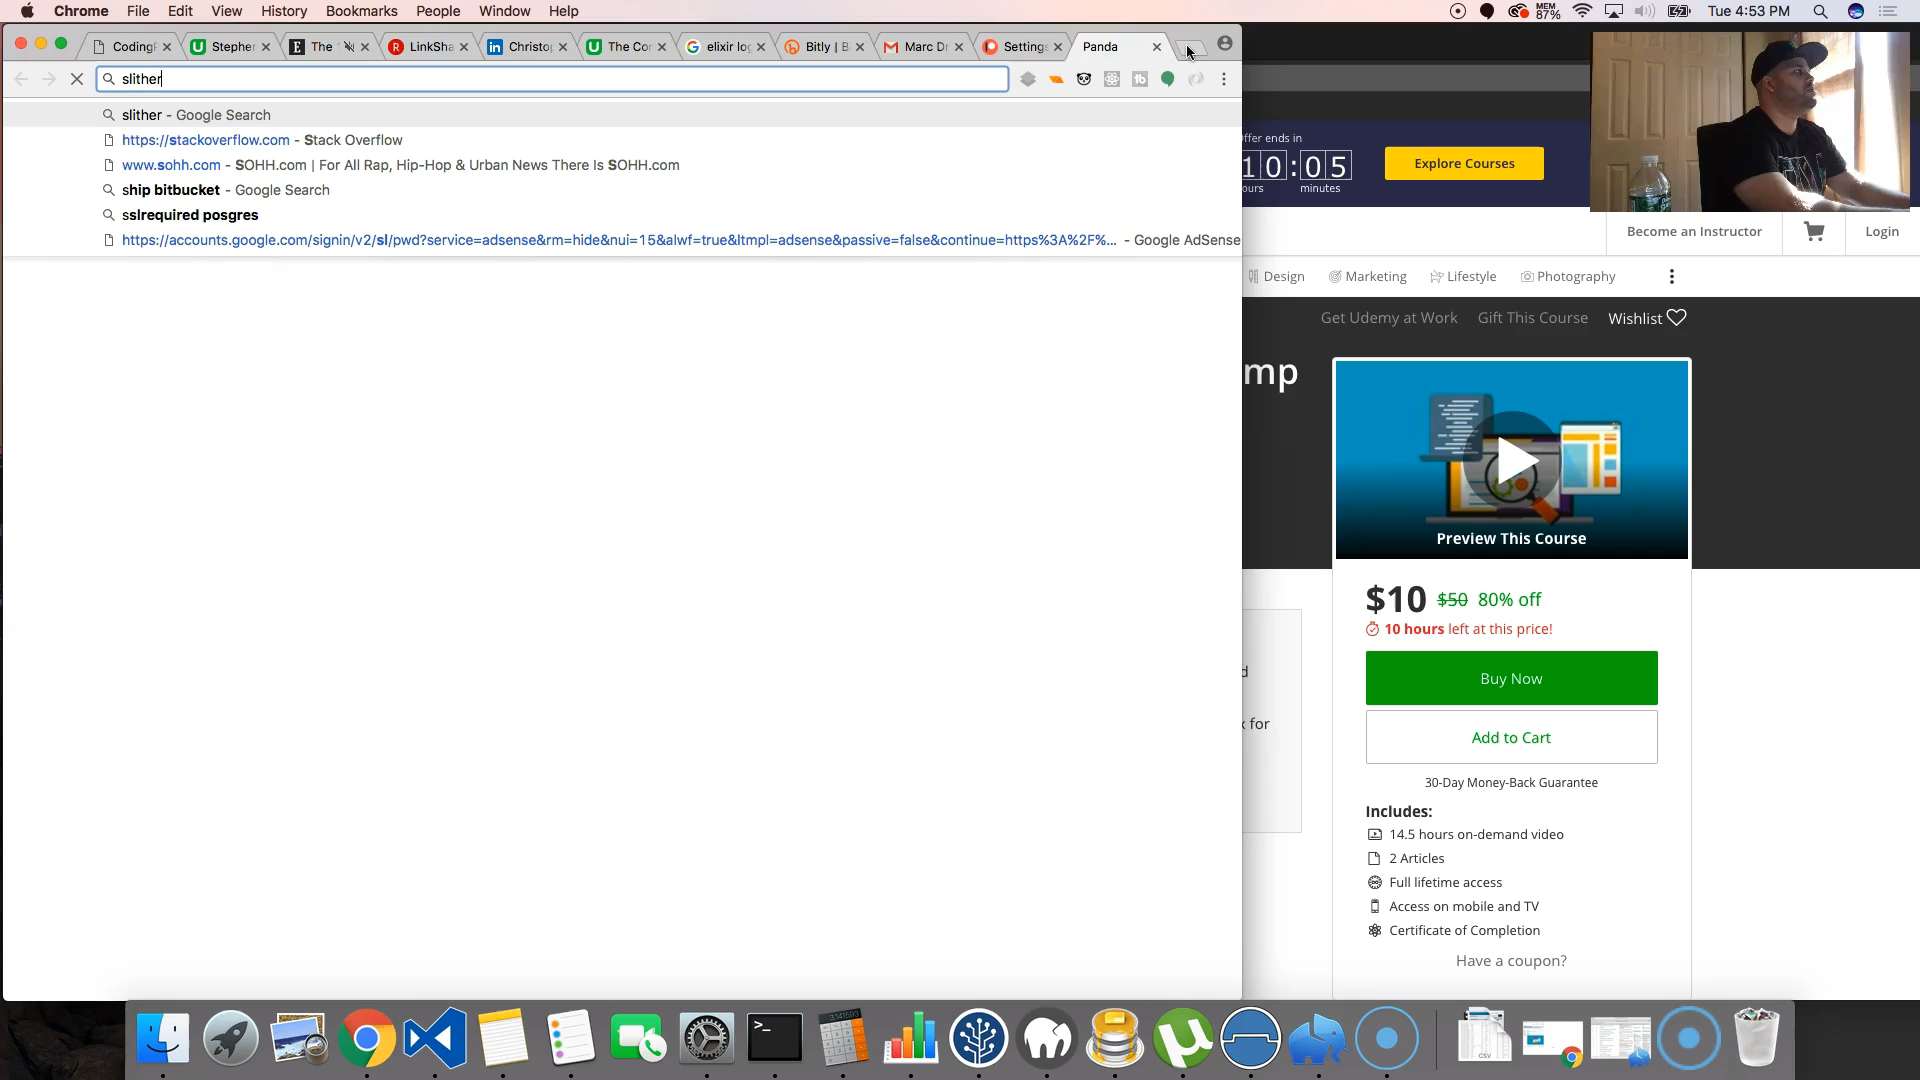 Chrome File Edit View History Bookmarks People Window Help
MEM 87% Tue 4:53 PM
Coding
Stepher
The
LinkSha
Christo
The Co
elixir log
Bitly | B
Marc Dr
Settings
Panda
slither
slither - Google Search
https://stackoverflow.com - Stack Overflow
www.sohh.com - SOHH.com | For All Rap, Hip-Hop & Urban News There Is SOHH.com
ship bitbucket - Google Search
sslrequired posgres
https://accounts.google.com/signin/v2/sl/pwd?service=adsense&rm=hide&nui=15&alwf=true&ltmpl=adsense&passive=false&continue=https%3A%2F%... - Google AdSense
ffer ends in
10:05
ours minutes
Explore Courses
Become an Instructor
Login
Design
Marketing
Lifestyle
Photography
Get Udemy at Work
Gift This Course
Wishlist
mp
Preview This Course
$10 $50 80% off
10 hours left at this price!
Buy Now
Add to Cart
30-Day Money-Back Guarantee
Includes:
14.5 hours on-demand video
2 Articles
Full lifetime access
Access on mobile and TV
Certificate of Completion
Have a coupon?
d
x for
3.141593
CSV